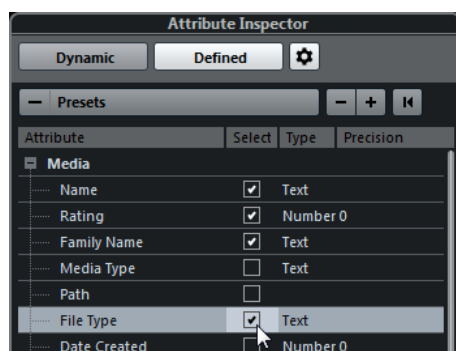 Attribute Inspector
Dynamic Defined
Presets
Attribute Select Type Precision
Media
Name Text
Rating Number 0
Family Name Text
Media Type Text
Path
File Type Text
Date Created Number 0